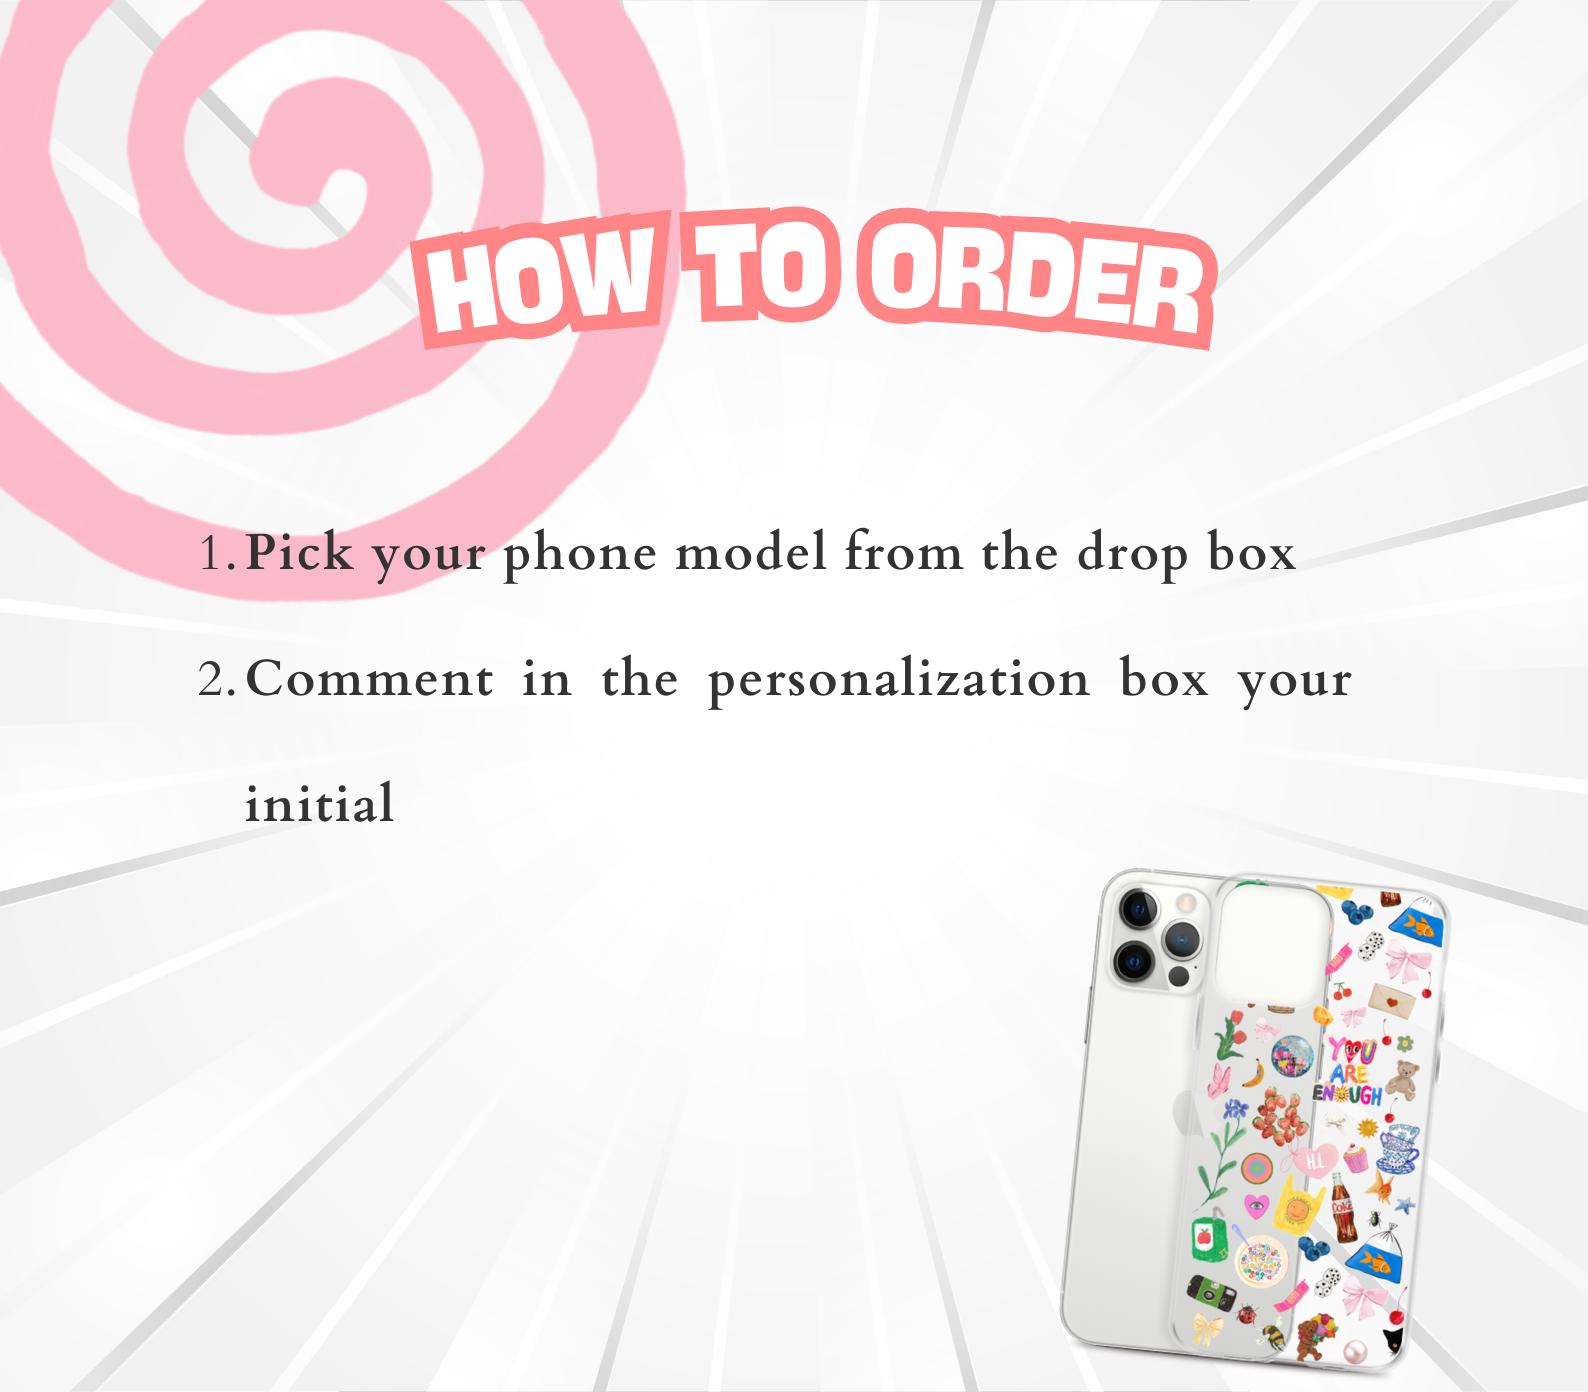 HOW TO ORDER
1. Pick your phone model from the drop box
2. Comment in the personalization box your
initial
YOU
ARE
ENOUGH
H.L
Coke